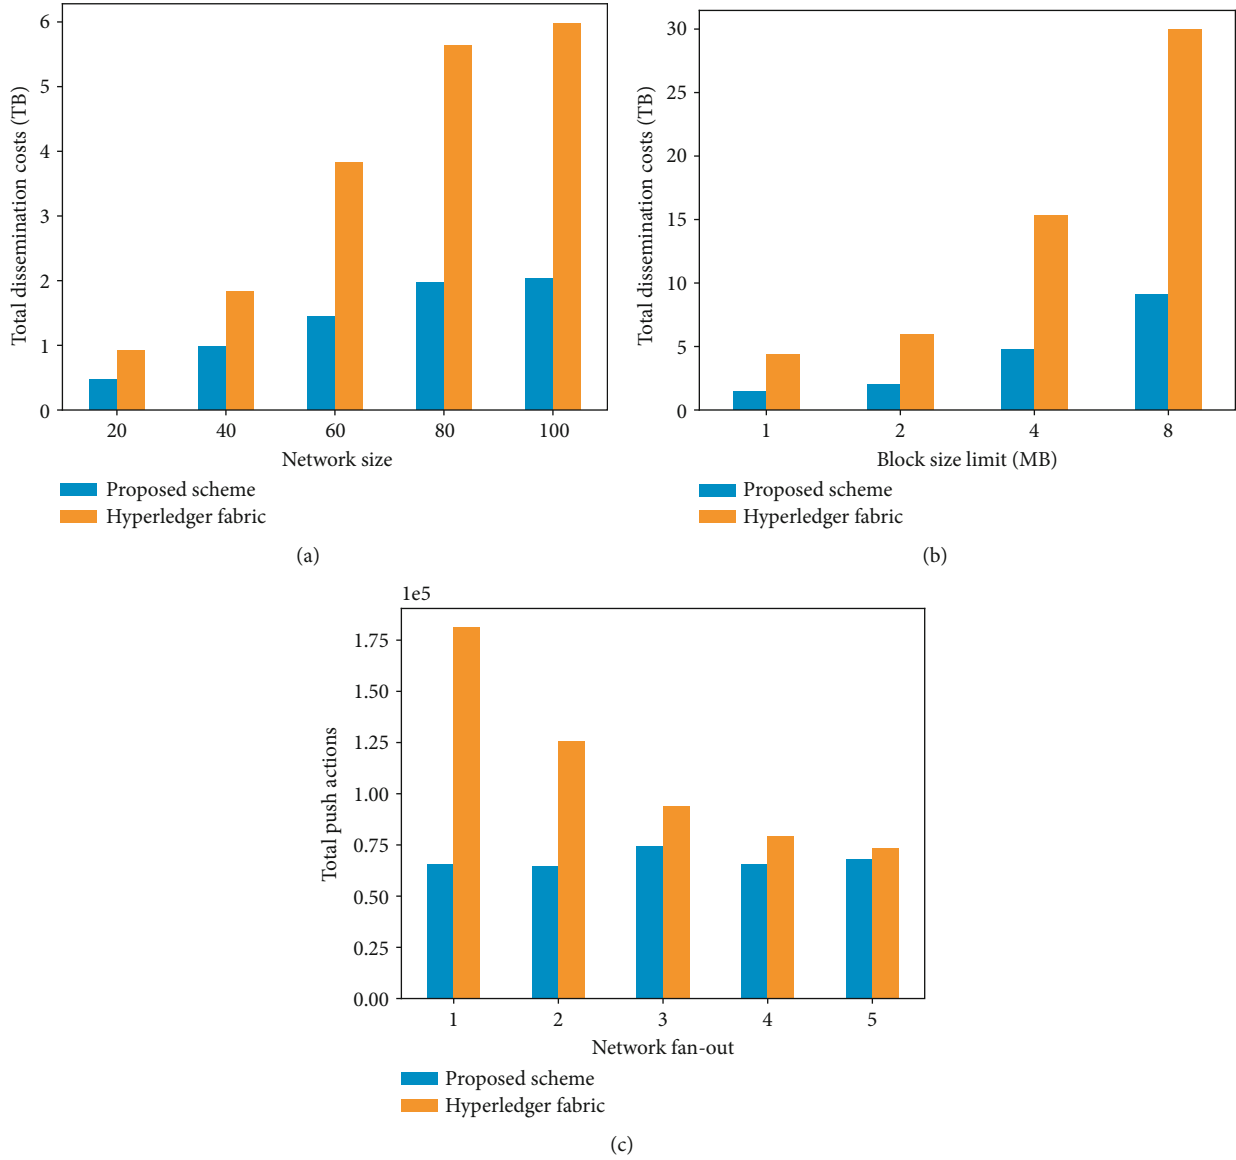 Total dissemination costs (TB)
6
5
4
3
2
1
0
20 40 60 80 100
Network size
Proposed scheme
Hyperledger fabric
(a)
Total dissemination costs (TB)
30
25
20
15
10
5
0
1 2 4 8
Block size limit (MB)
Proposed scheme
Hyperledger fabric
(b)
1e5
Total push actions
1.75
1.50
1.25
1.00
0.75
0.50
0.25
0.00
1 2 3 4 5
Network fan-out
Proposed scheme
Hyperledger fabric
(c)